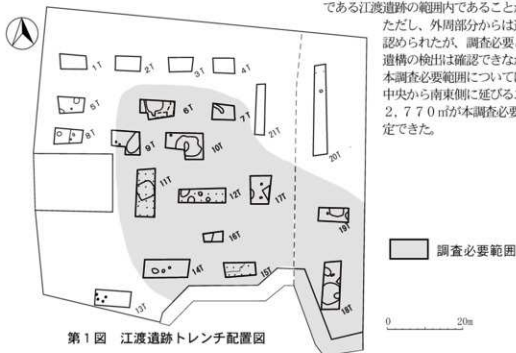 である江渡遺跡の範囲内であることが
ただし、外周部分からは
認められたが、調査必要
遺構の検出は確認できな
本調査必要範囲については
中央から南東側に延びる
2,770㎡が本調査必要
定できた。
1T
2T
3T
4T
5T
6T
7T
8T
9T
10T
21T
20T
11T
12T
17T
16T
19T
14T
15T
13T
18T
調査必要範囲
0 20m
第1図 江渡遺跡トレンチ配置図